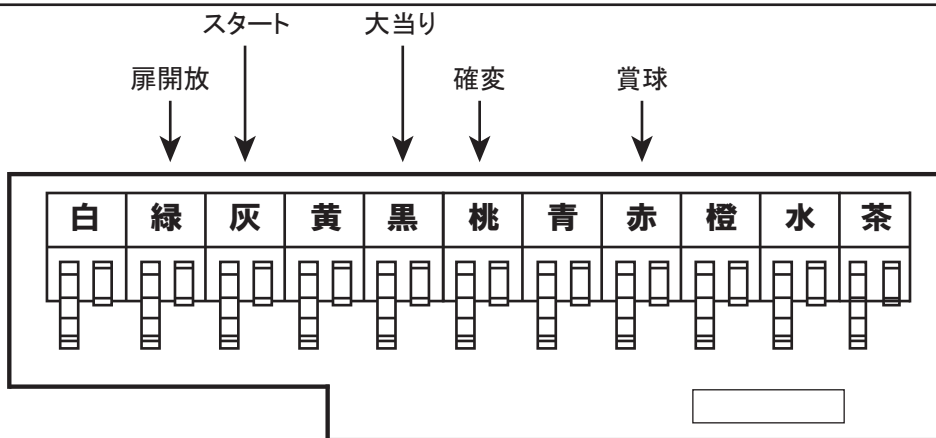 スタート 大当り
扉開放 確変 賞球
白 緑 灰 黄 黒 桃 青 赤 橙 水 茶